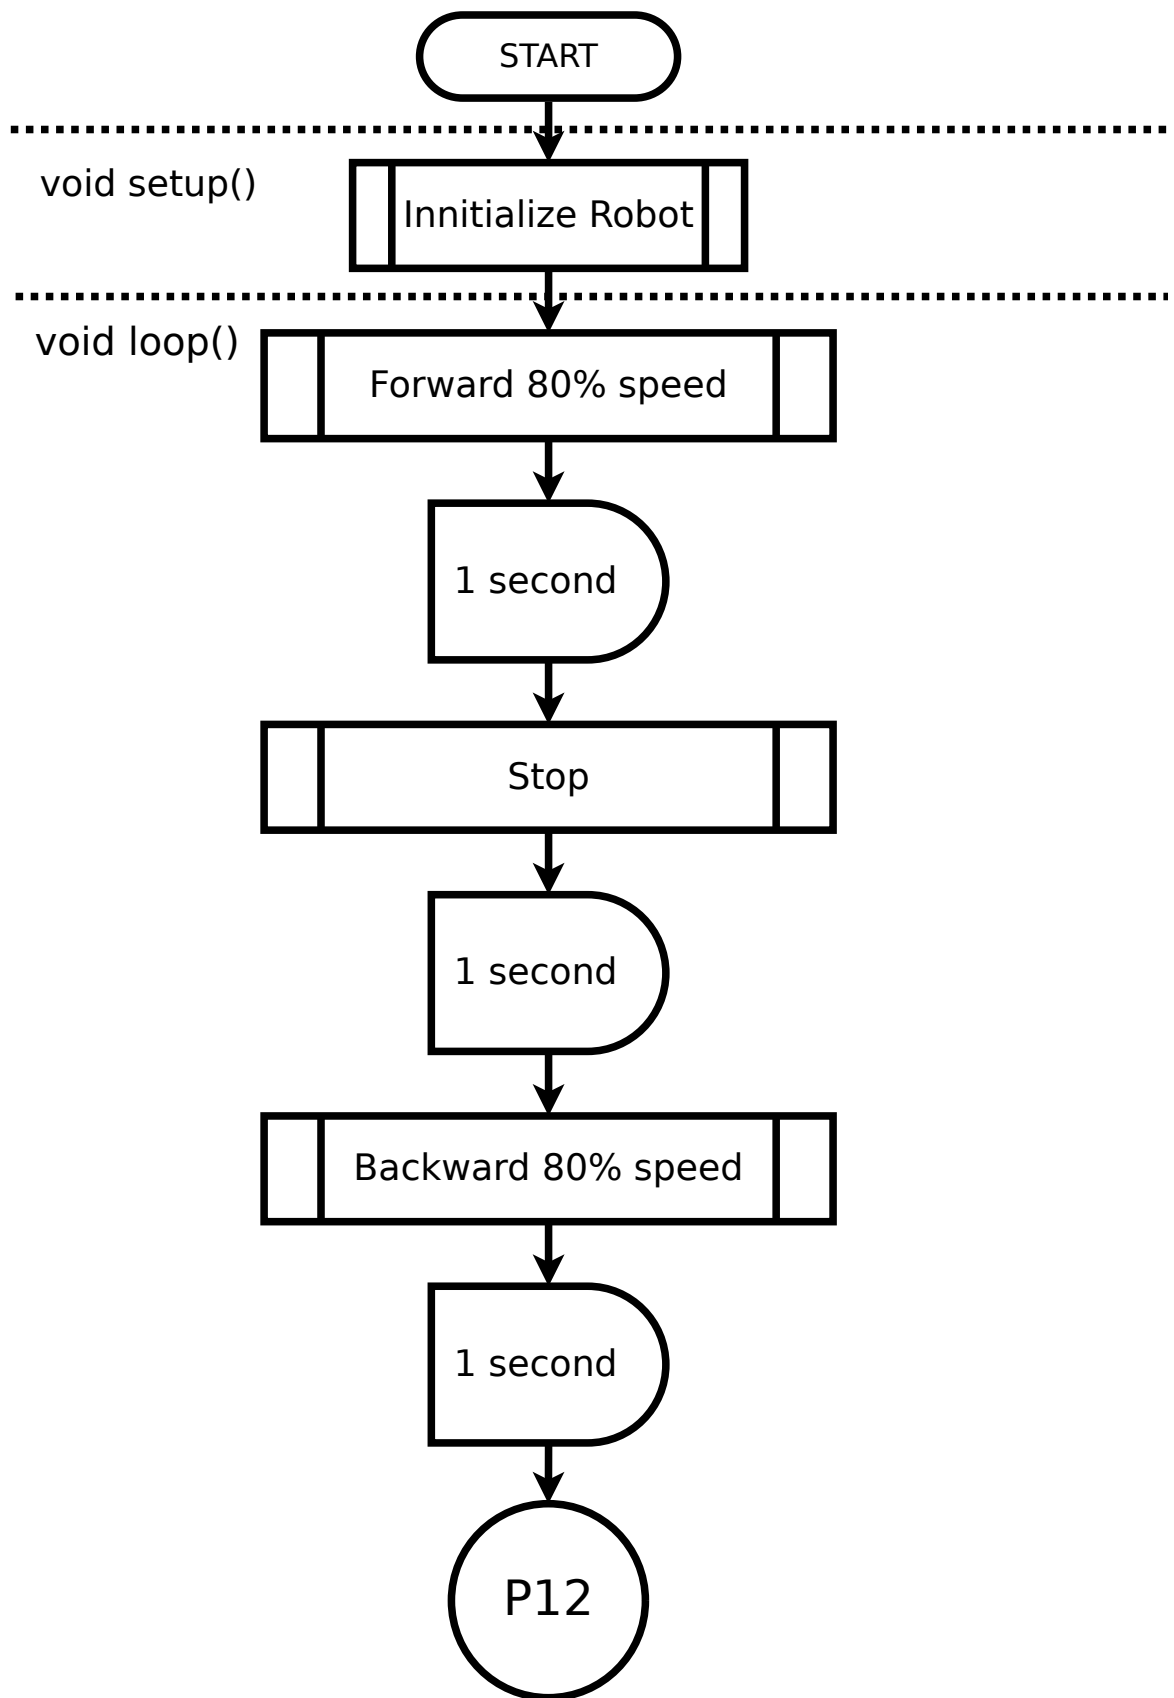 START
void setup()
Innitialize Robot
void loop()
Forward 80% speed
1 second
Stop
1 second
Backward 80% speed
1 second
P12